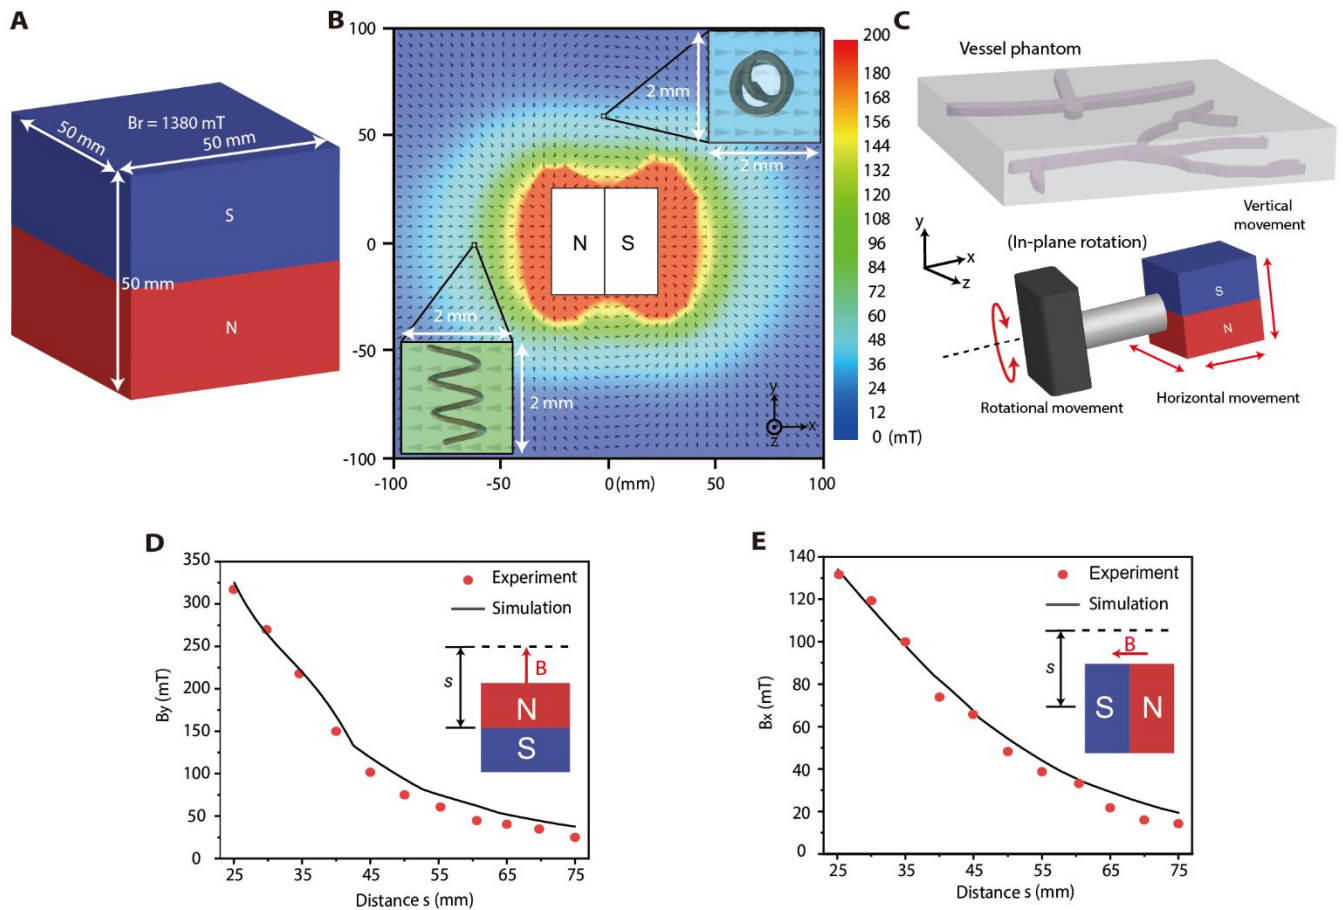 A
50 mm
Br = 1380 mT
50 mm
S
50 mm
N
B
100
50
0
-50
-100
-100
-50
0(mm)
50
100
2 mm
2 mm
N
S
2 mm
2 mm
y
x
z
200
180
168
156
144
132
120
108
96
84
72
60
48
36
24
12
0 (mT)
C
Vessel phantom
Vertical
movement
y
x
z
(In-plane rotation)
S
N
Rotational movement
Horizontal movement
D
By (mT)
350
300
250
200
150
100
50
0
25
35
45
55
65
75
Distance s (mm)
Experiment
Simulation
s
B
N
S
E
Bx (mT)
140
120
100
80
60
40
20
0
25
35
45
55
65
75
Distance s (mm)
Experiment
Simulation
s
B
S
N